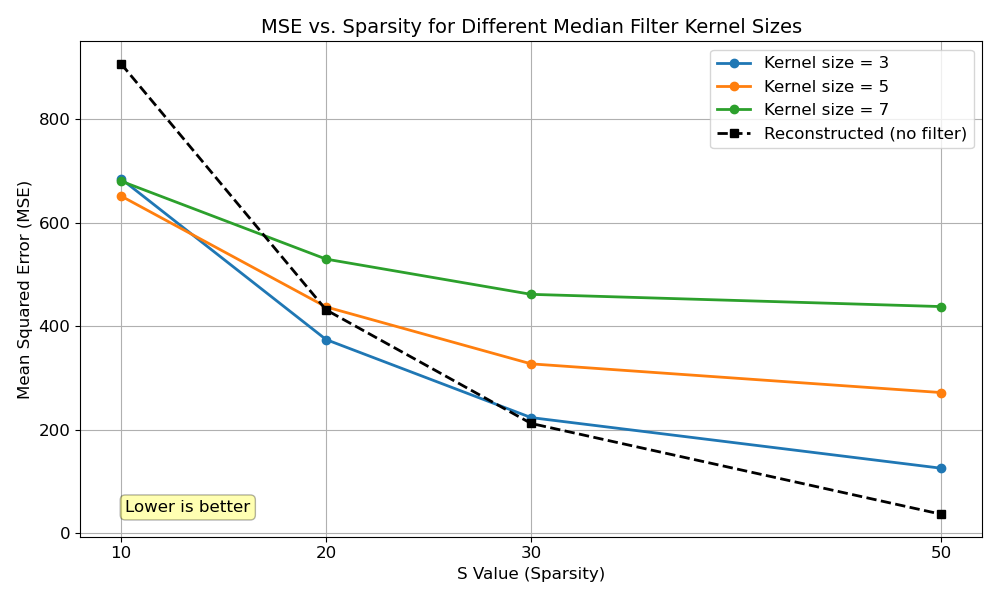 MSE vs. Sparsity for Different Median Filter Kernel Sizes
Kernel size = 3
Kernel size = 5
Kernel size = 7
Reconstructed (no filter)
800
600
400
200
0
Mean Squared Error (MSE)
Lower is better
10 20 30 50
S Value (Sparsity)